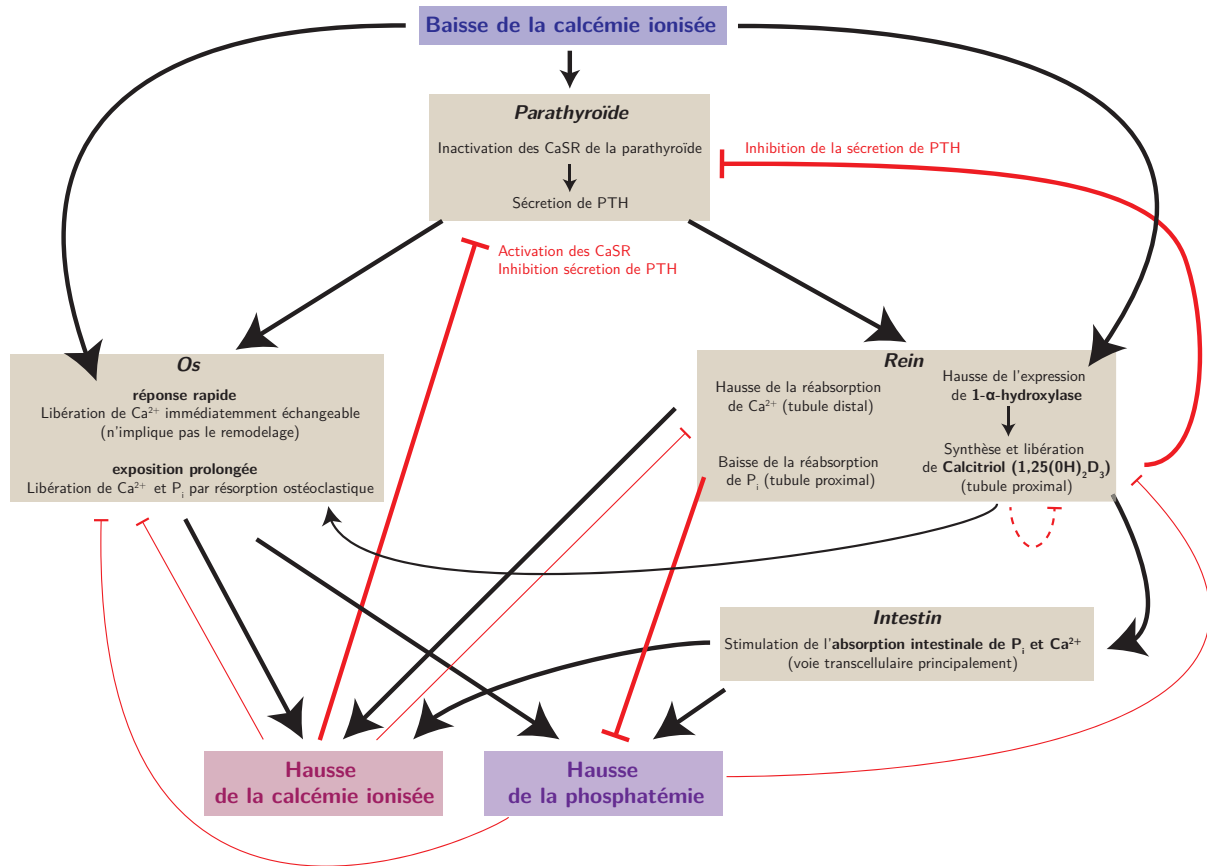 Baisse de la calcémie ionisée
Parathyroïde
Inactivation des CaSR de la parathyroïde
Sécretion de PTH
Inhibition de la sécretion de PTH
Activation des CaSR
Inhibition sécretion de PTH
Os
réponse rapide
Libération de Ca²⁺ immédiatemment échangeable
(n'implique pas le remodelage)
exposition prolongée
Libération de Ca²⁺ et Pᵢ par résorption ostéoclastique
Rein
Hausse de la réabsorption
de Ca²⁺ (tubule distal)
Baisse de la réabsorption
de Pᵢ (tubule proximal)
Hausse de l'expression
de 1-α-hydroxylase
Synthèse et libération
de Calcitriol (1,25(0H)₂D₃)
(tubule proximal)
Intestin
Stimulation de l'absorption intestinale de Pᵢ et Ca²⁺
(voie transcellulaire principalement)
Hausse
de la calcémie ionisée
Hausse
de la phosphatémie